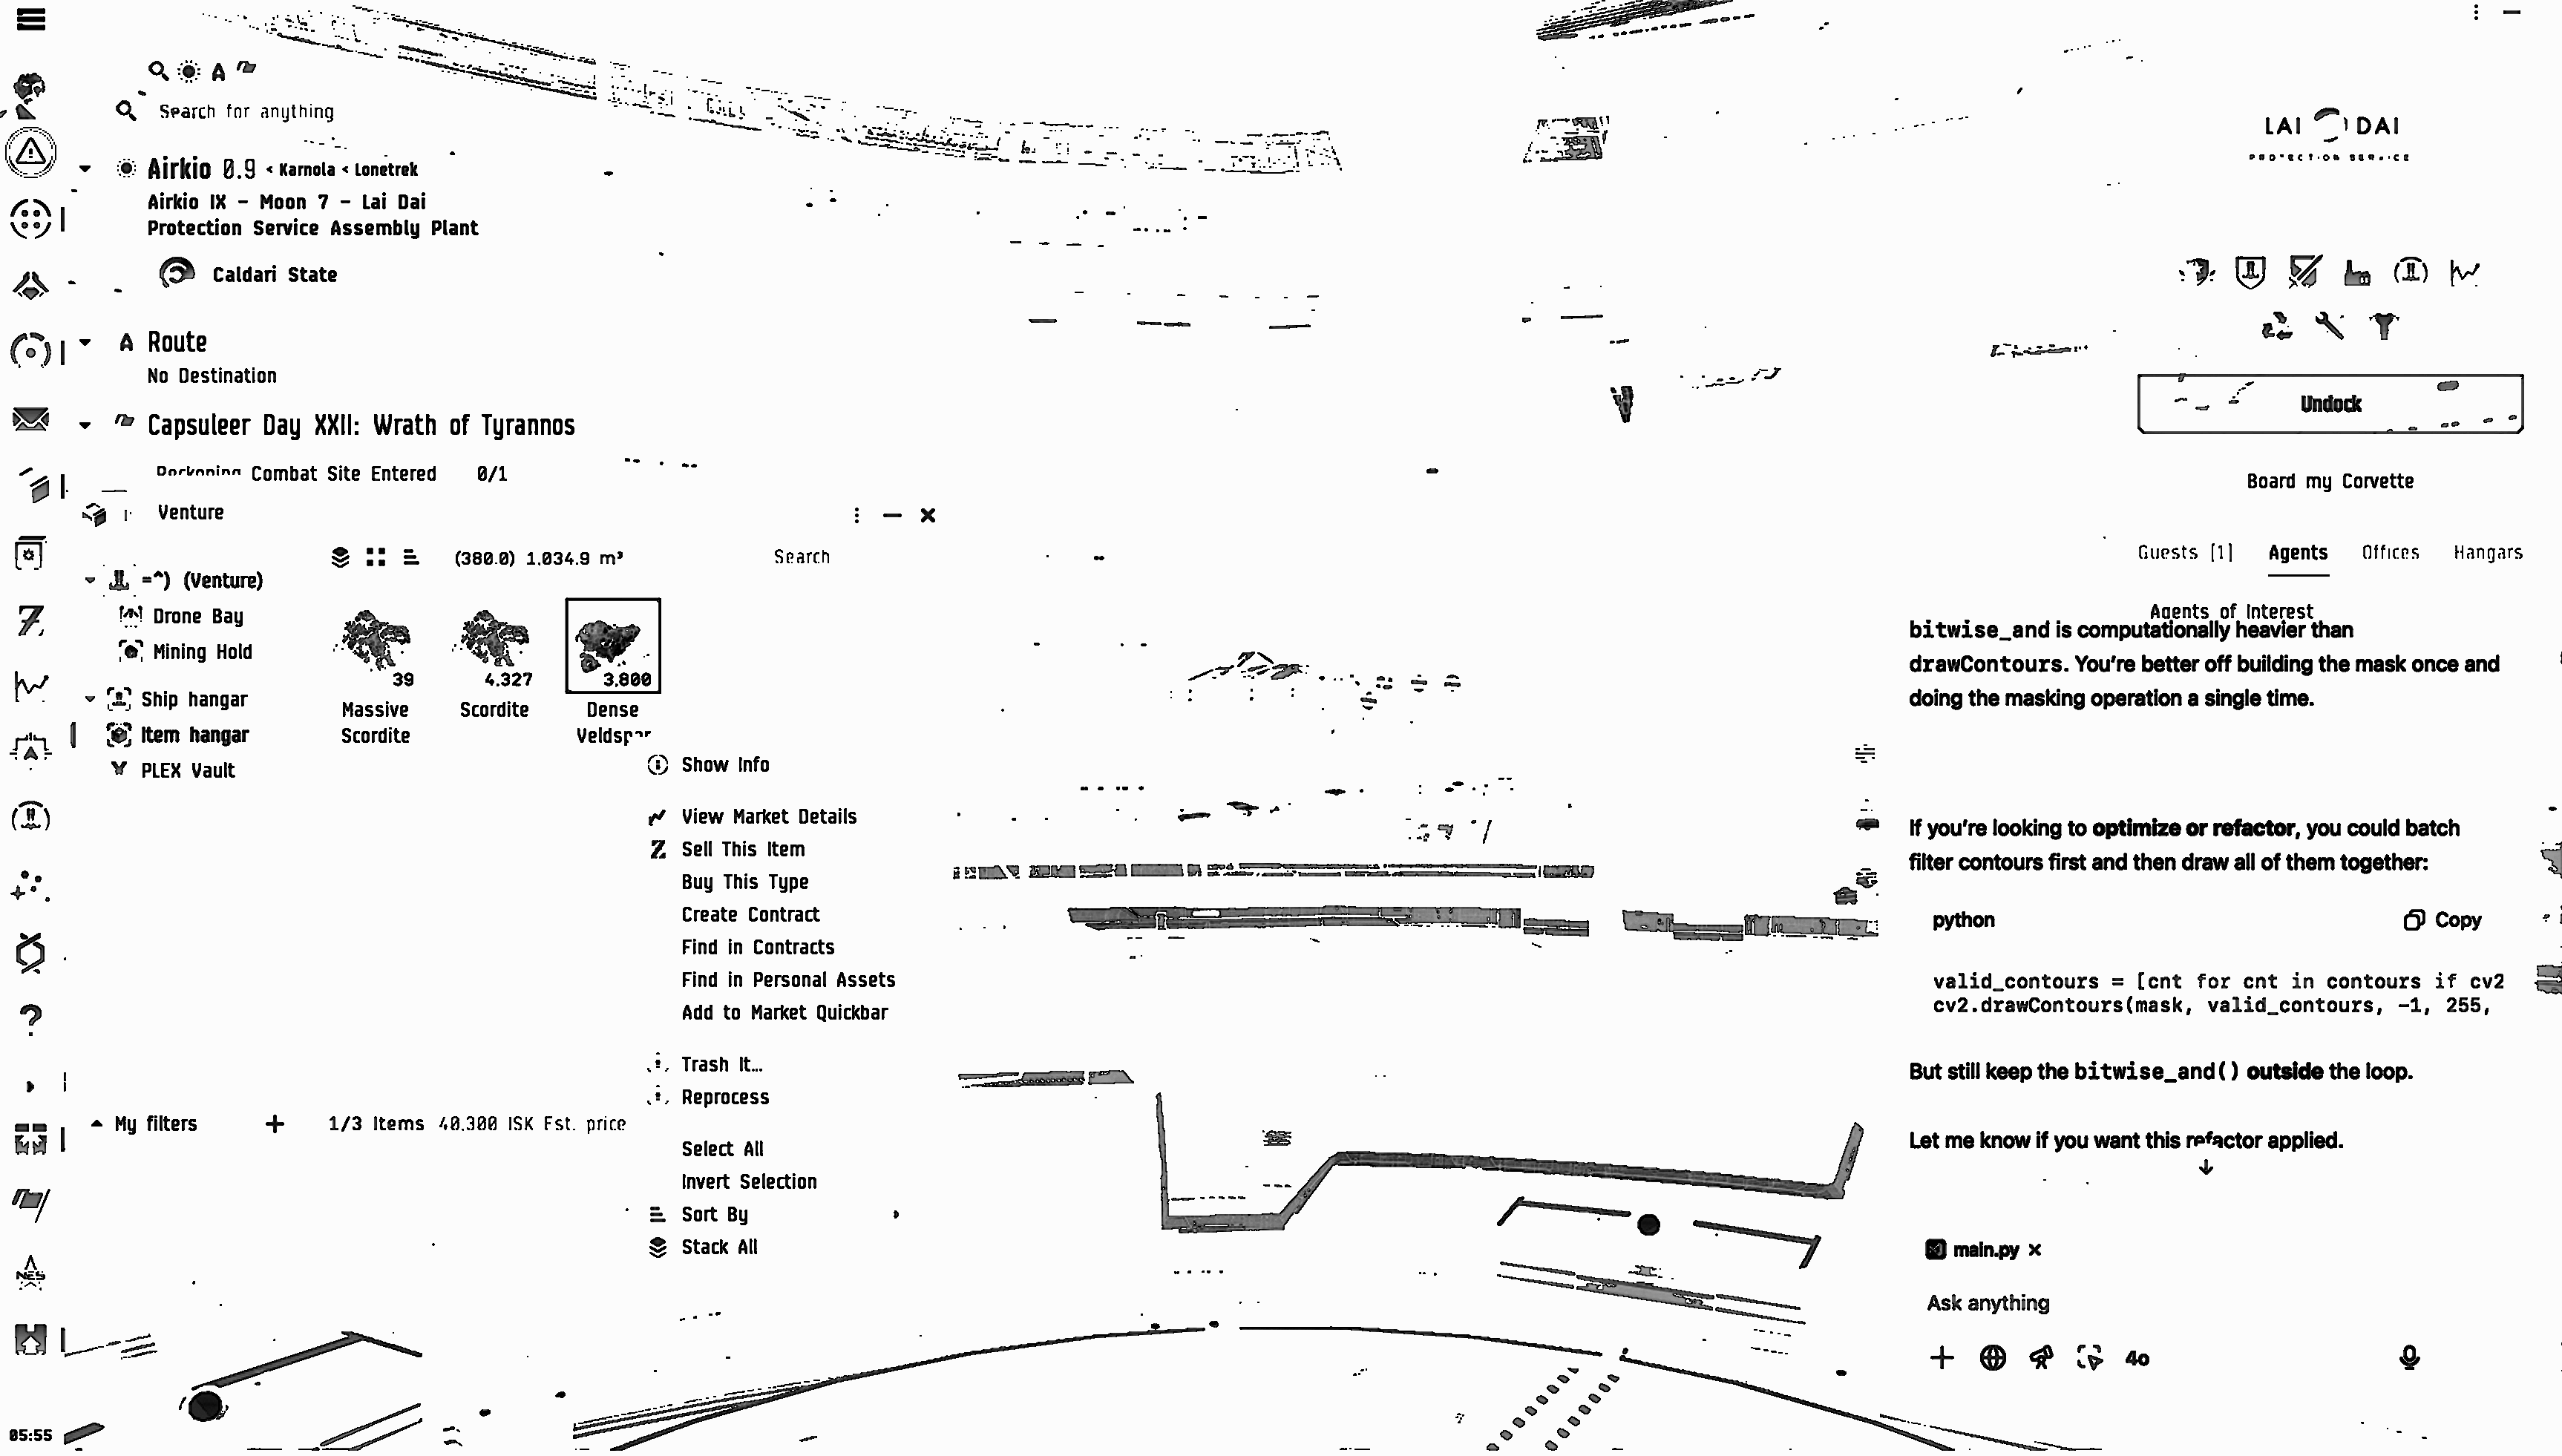 Search for anything
Airkio 0.9 < Karnola < Lonetrek
Airkio IX - Moon 7 - Lai Dai
Protection Service Assembly Plant
Caldari State
Route
No Destination
Capsuleer Day XXII: Wrath of Tyrannos
Combat Site Entered 0/1
Venture
(380.0) 1.034.9 m³
Search
=^) (Venture)
Drone Bay
Mining Hold
Ship hangar
Item hangar
PLEX Vault
39
4.327
3.800
Massive
Scordite
Scordite
Dense
Veldspar
Show Info
View Market Details
Sell This Item
Buy This Type
Create Contract
Find in Contracts
Find in Personal Assets
Add to Market Quickbar
Trash It...
Reprocess
Select All
Invert Selection
Sort By
Stack All
My filters
1/3 Items 40.300 ISK Est. price
NES
05:55
LAI DAI
PROTECTION SERVICE
Undock
Board my Corvette
Guests [1] Agents Offices Hangars
Agents of Interest
bitwise_and is computationally heavier than
drawContours. You're better off building the mask once and
doing the masking operation a single time.
If you're looking to optimize or refactor, you could batch
filter contours first and then draw all of them together:
python
Copy
valid_contours = [cnt for cnt in contours if cv2
cv2.drawContours(mask, valid_contours, -1, 255,
But still keep the bitwise_and() outside the loop.
Let me know if you want this refactor applied.
main.py
Ask anything
4o